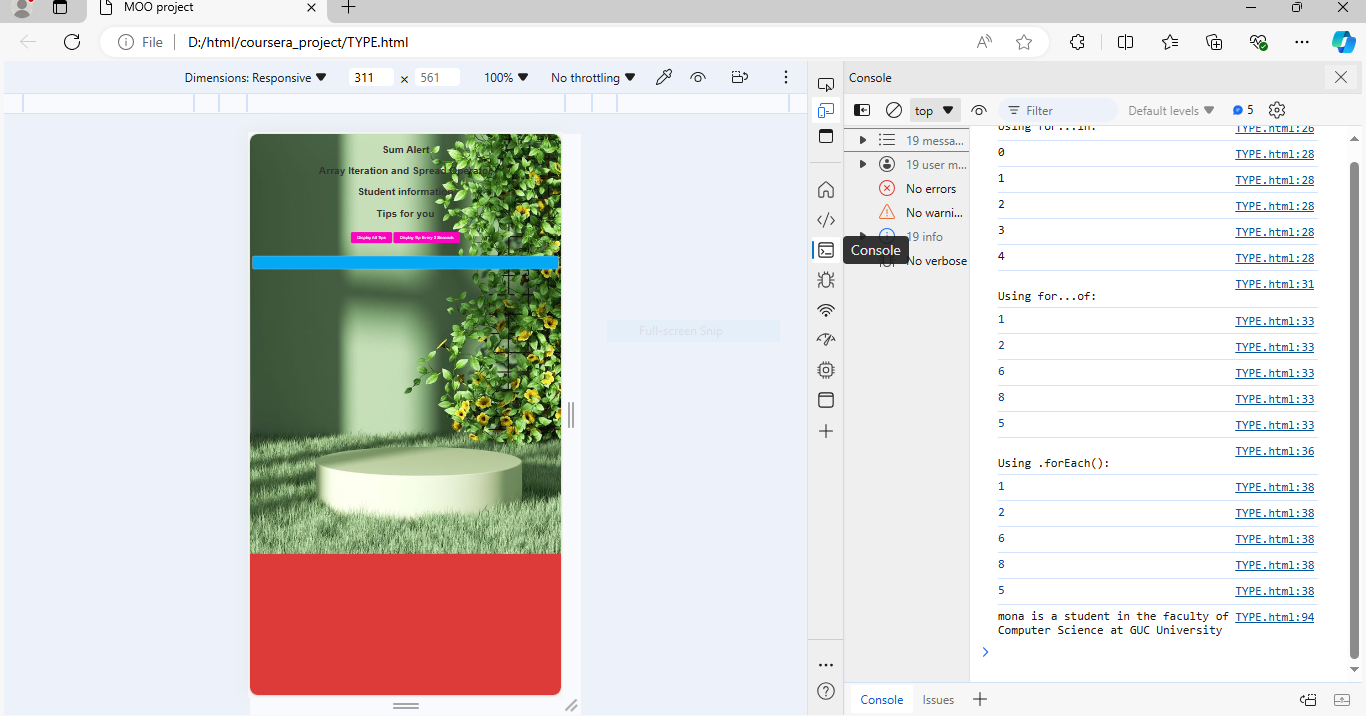 MOO project
File
D:/html/coursera_project/TYPE.html
Dimensions: Responsive
311
×
561
100%
No throttling
Sum Alert
Array Iteration and Spread Operator
Student information
Tips for you
Display All Tips
Display Tip Every 3 Seconds
Full-screen Snip
Console
top
Filter
Default levels
5
19 messa...
19 user m...
No errors
No warni...
19 info
No verbose
Console
Using for...in: TYPE.html:26
0 TYPE.html:28
1 TYPE.html:28
2 TYPE.html:28
3 TYPE.html:28
4 TYPE.html:28
TYPE.html:31
Using for...of:
1 TYPE.html:33
2 TYPE.html:33
6 TYPE.html:33
8 TYPE.html:33
5 TYPE.html:33
TYPE.html:36
Using .forEach():
1 TYPE.html:38
2 TYPE.html:38
6 TYPE.html:38
8 TYPE.html:38
5 TYPE.html:38
mona is a student in the faculty of TYPE.html:94
Computer Science at GUC University
Console
Issues